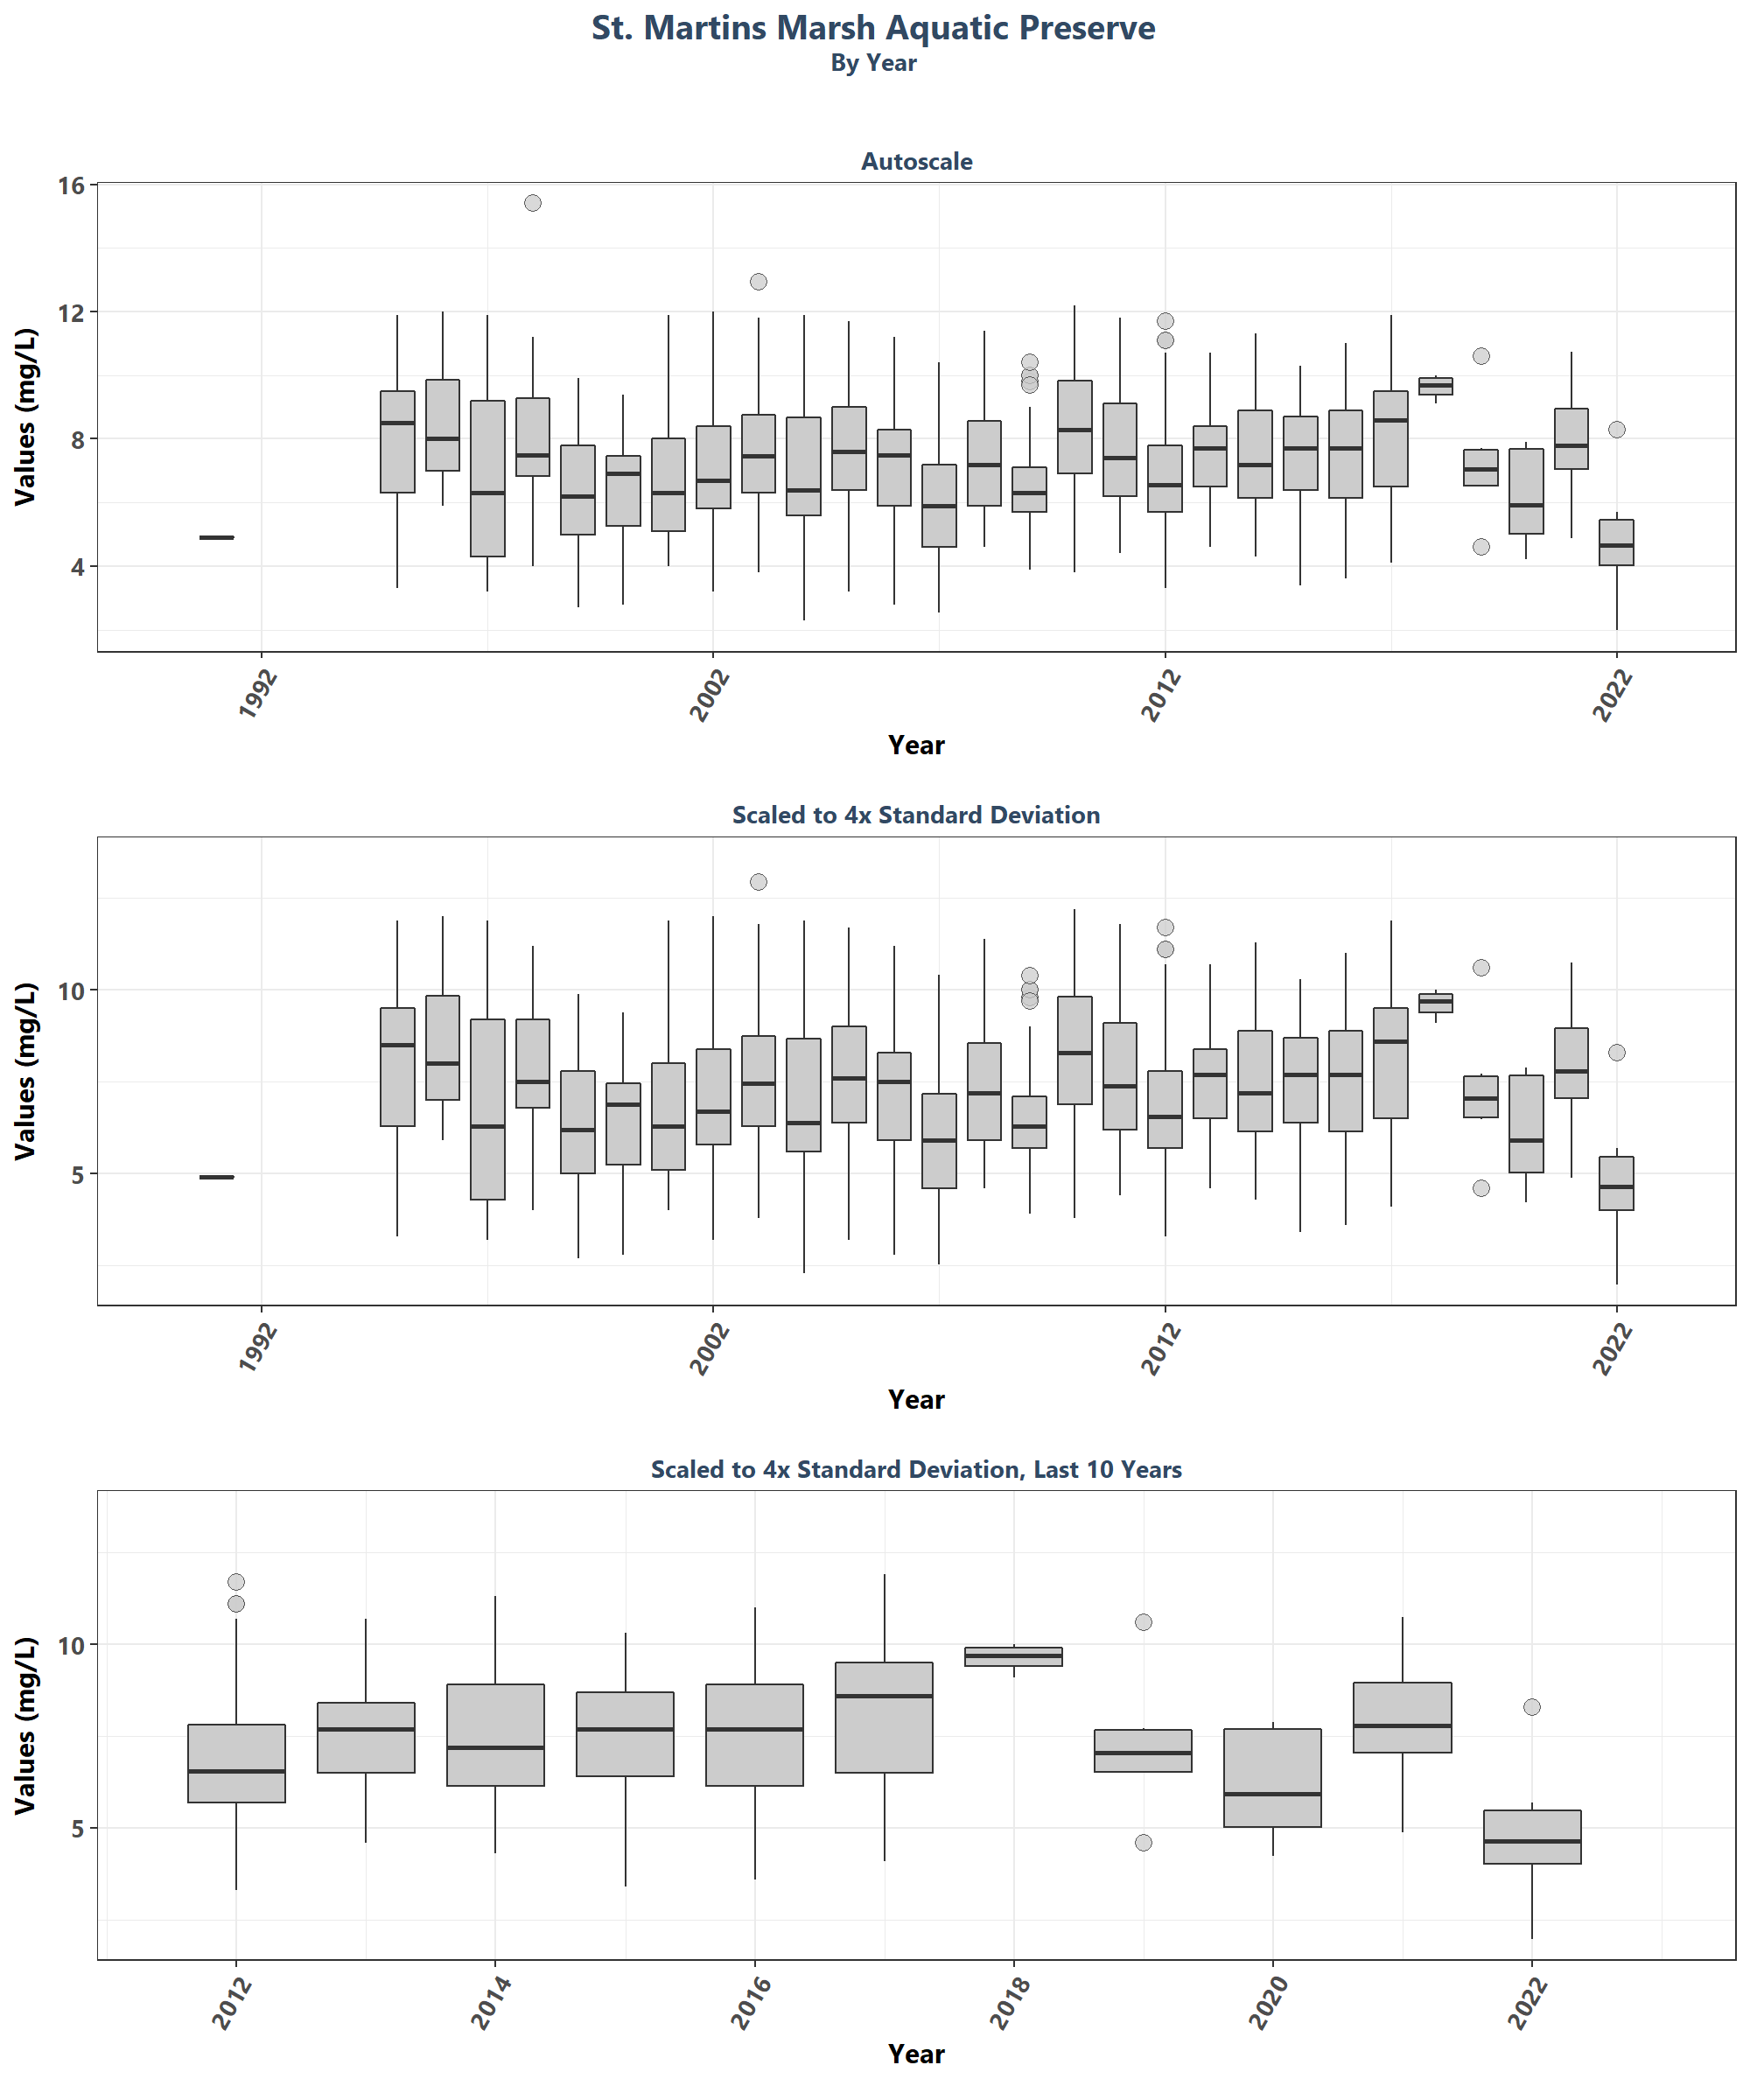 St. Martins Marsh Aquatic Preserve
By Year
Autoscale
Values (mg/L)
16
12
8
4
1992
2002
2012
2022
Year
Scaled to 4x Standard Deviation
Values (mg/L)
10
5
1992
2002
2012
2022
Year
Scaled to 4x Standard Deviation, Last 10 Years
Values (mg/L)
10
5
2012
2014
2016
2018
2020
2022
Year